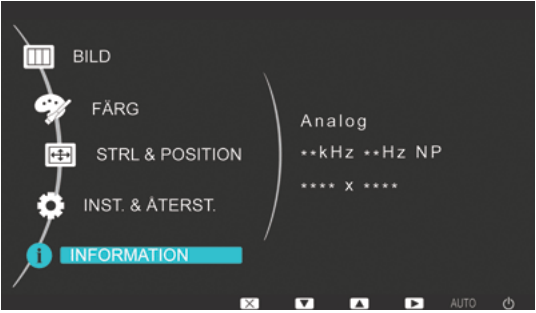 BILD
FÄRG
STRL & POSITION
INST. & ÅTERST.
INFORMATION
Analog
**kHz **Hz NP
**** x ****
AUTO